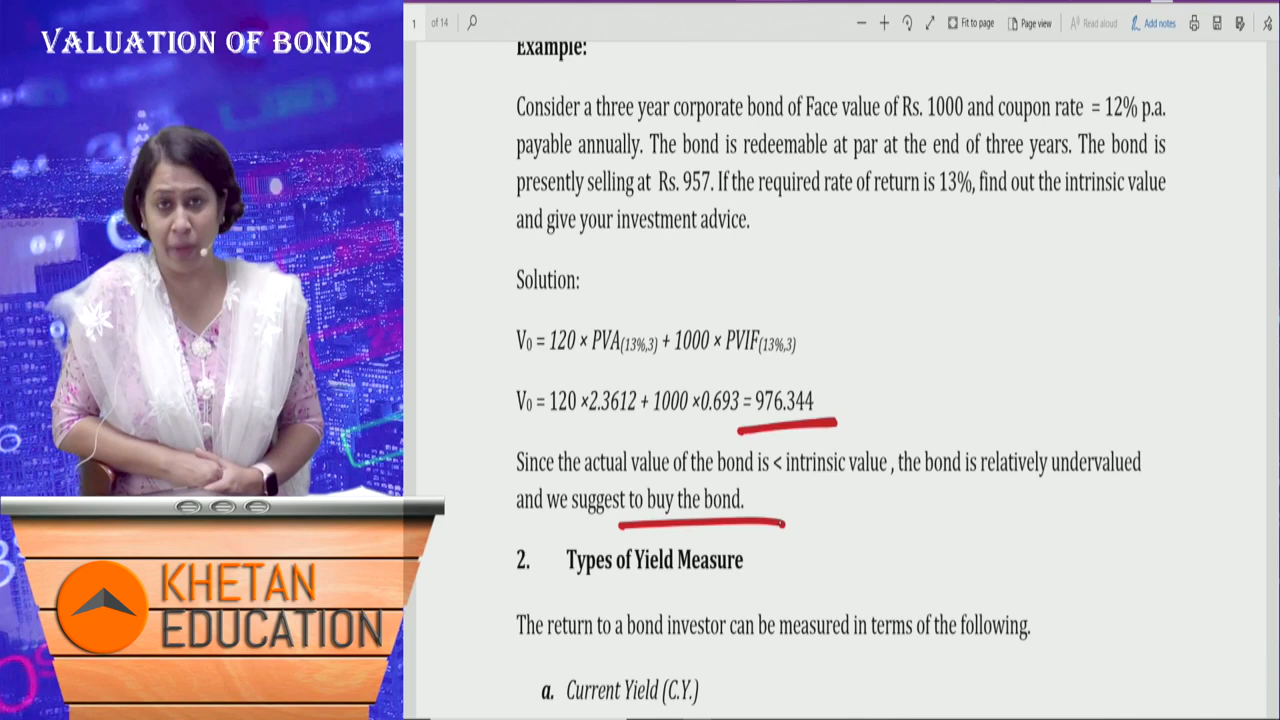 VALUATION OF BONDS
1 of 14
Fit to page
Page view
Read aloud
Add notes
Example:
Consider a three year corporate bond of Face value of Rs. 1000 and coupon rate = 12% p.a.
payable annually. The bond is redeemable at par at the end of three years. The bond is
presently selling at Rs. 957. If the required rate of return is 13%, find out the intrinsic value
and give your investment advice.
Solution:
V₀ = 120 × PVA₍13%,3₎ + 1000 × PVIF₍13%,3₎
V₀ = 120 ×2.3612 + 1000 ×0.693 = 976.344
Since the actual value of the bond is < intrinsic value , the bond is relatively undervalued
and we suggest to buy the bond.
2. Types of Yield Measure
The return to a bond investor can be measured in terms of the following.
a. Current Yield (C.Y.)
KHETAN
EDUCATION